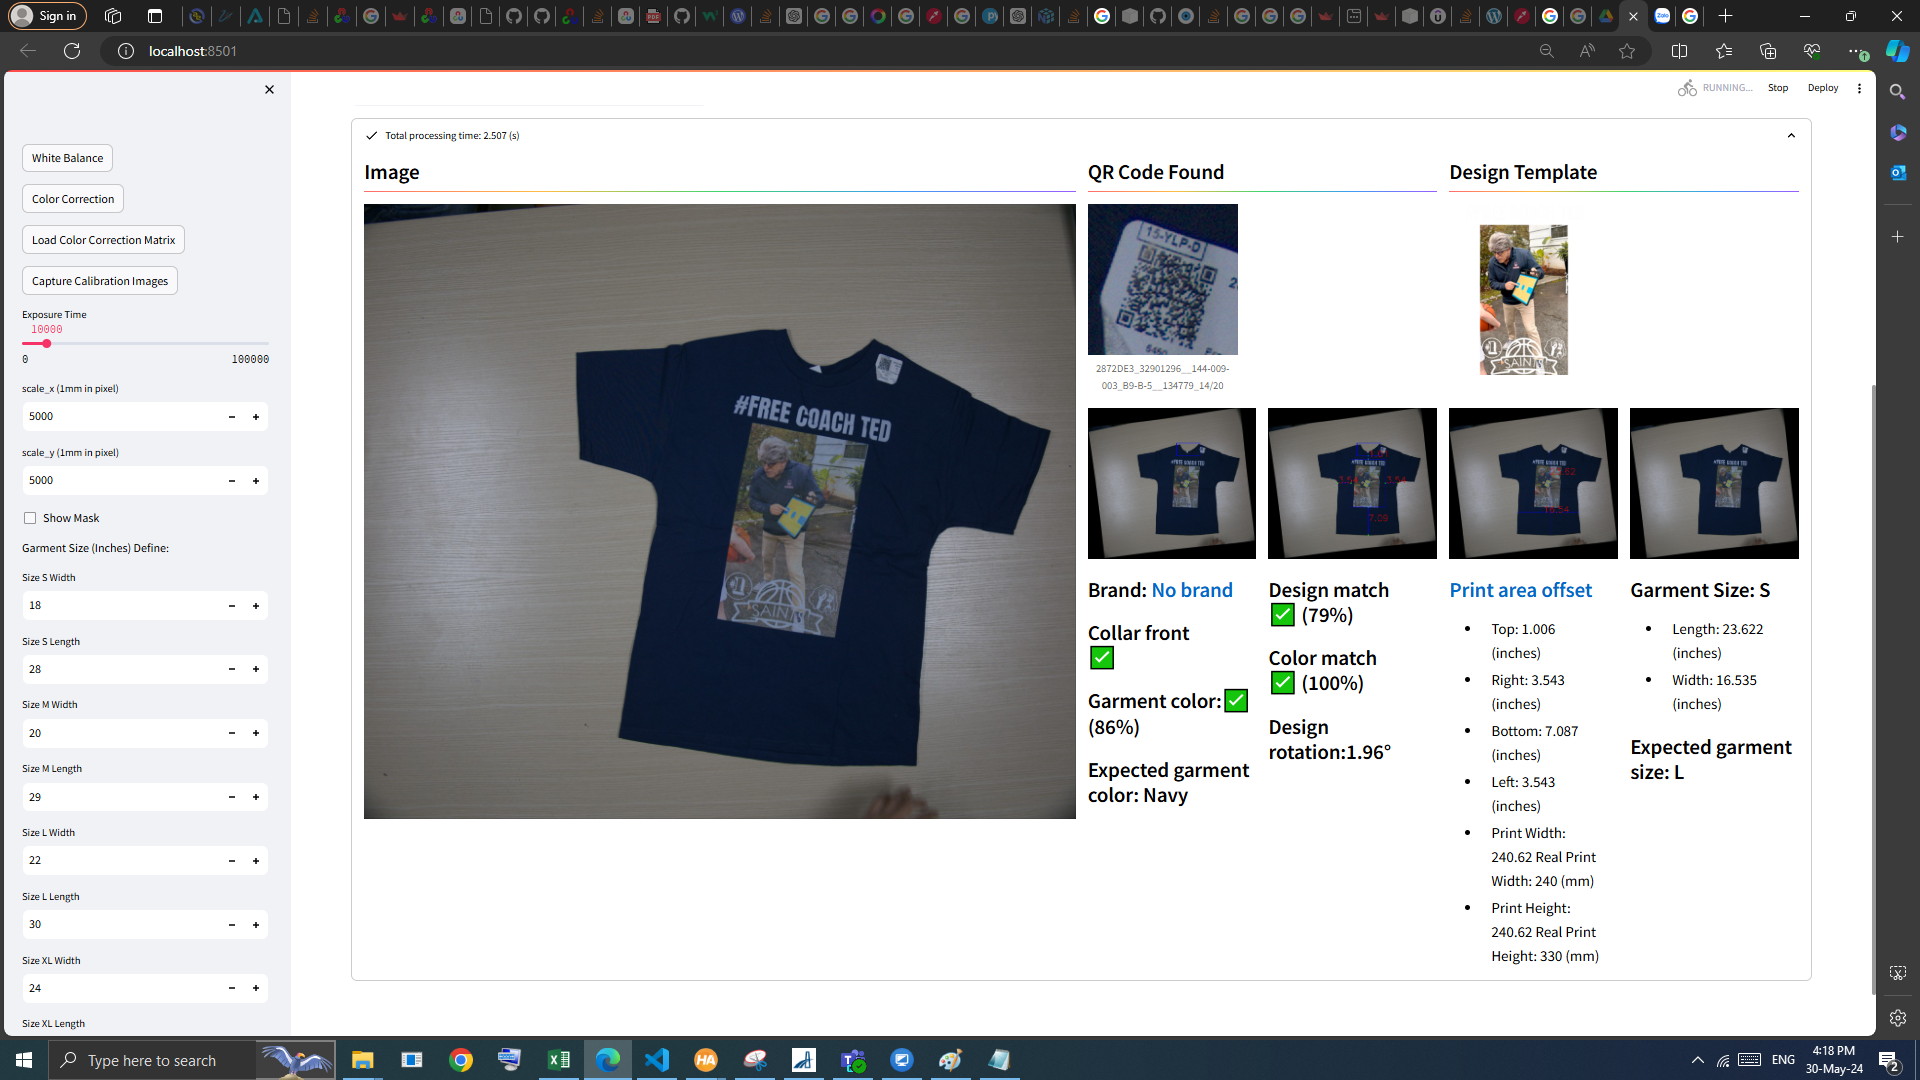 Sign in
localhost:8501
RUNNING...
Stop
Deploy
White Balance
Color Correction
Load Color Correction Matrix
Capture Calibration Images
Exposure Time
10000
0
100000
scale_x (1mm in pixel)
5000
scale_y (1mm in pixel)
5000
Show Mask
Garment Size (Inches) Define:
Size S Width
18
Size S Length
28
Size M Width
20
Size M Length
29
Size L Width
22
Size L Length
30
Size XL Width
24
Size XL Length
Total processing time: 2.507 (s)
Image
#FREE COACH TED
SAINTS
QR Code Found
15-YLP-D
2872DE3_32901296__144-009-
003_B9-B-5__134779_14/20
Design Template
SAINTS
Brand: No brand
Collar front
✅
Garment color:✅
(86%)
Expected garment
color: Navy
Design match
✅ (79%)
Color match
✅ (100%)
Design
rotation:1.96°
Print area offset
Top: 1.006
(inches)
Right: 3.543
(inches)
Bottom: 7.087
(inches)
Left: 3.543
(inches)
Print Width:
240.62 Real Print
Width: 240 (mm)
Print Height:
240.62 Real Print
Height: 330 (mm)
Garment Size: S
Length: 23.622
(inches)
Width: 16.535
(inches)
Expected garment
size: L
Type here to search
ENG
4:18 PM
30-May-24
2